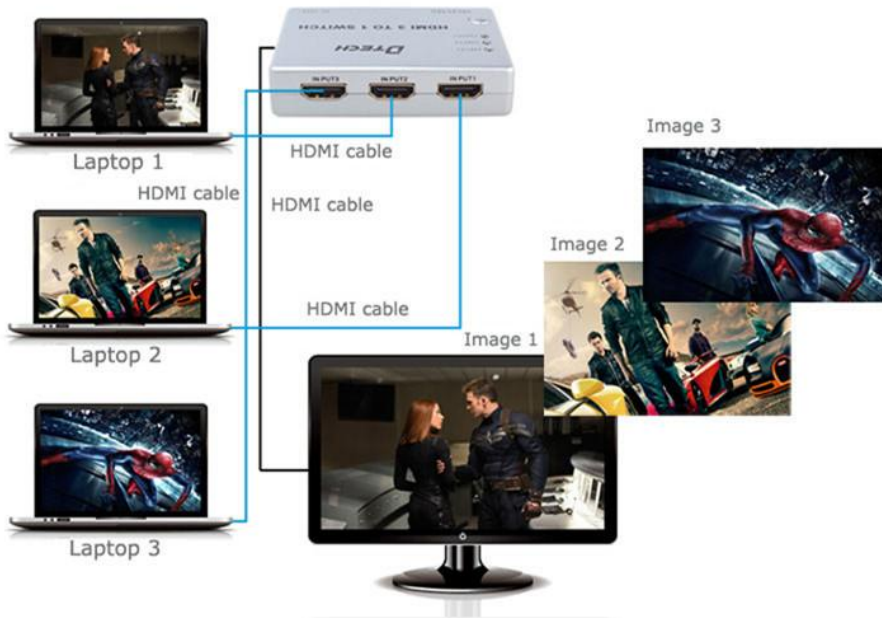 HDMI 3 TO 1 SWITCH
DTECH
INPUT3 INPUT2 INPUT1
Laptop 1
HDMI cable
HDMI cable
HDMI cable
Image 3
Laptop 2
HDMI cable
Image 2
Image 1
Laptop 3